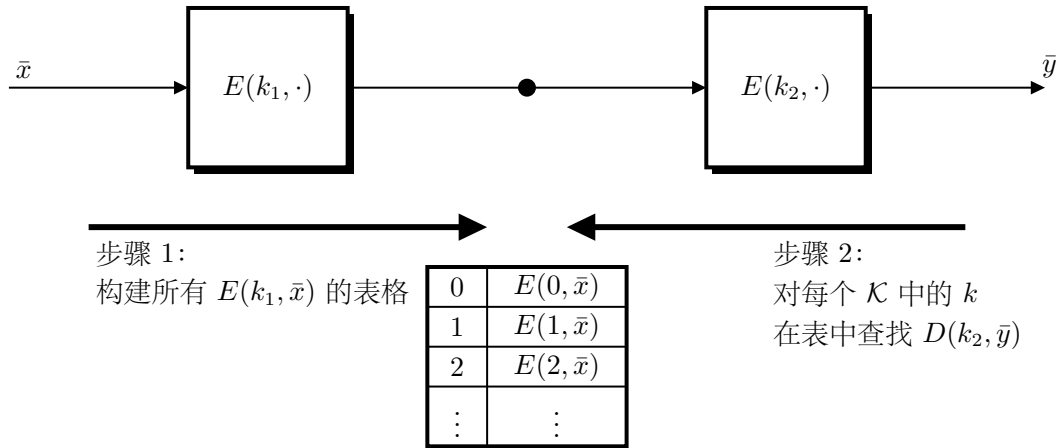 x̄
E(k₁, ·)
E(k₂, ·)
ȳ
步骤 1:
构建所有 E(k₁, x̄) 的表格
0 E(0, x̄)
1 E(1, x̄)
2 E(2, x̄)
⋮ ⋮
步骤 2:
对每个 𝒦 中的 k
在表中查找 D(k₂, ȳ)